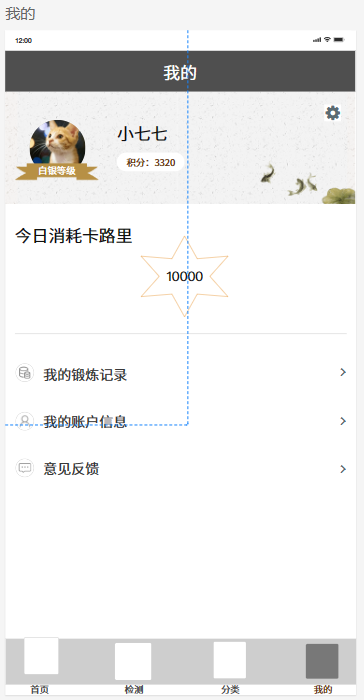 我的
12:00
我的
小七七
白银等级
积分：3320
今日消耗卡路里
10000
我的锻炼记录
我的账户信息
意见反馈
首页
检测
分类
我的